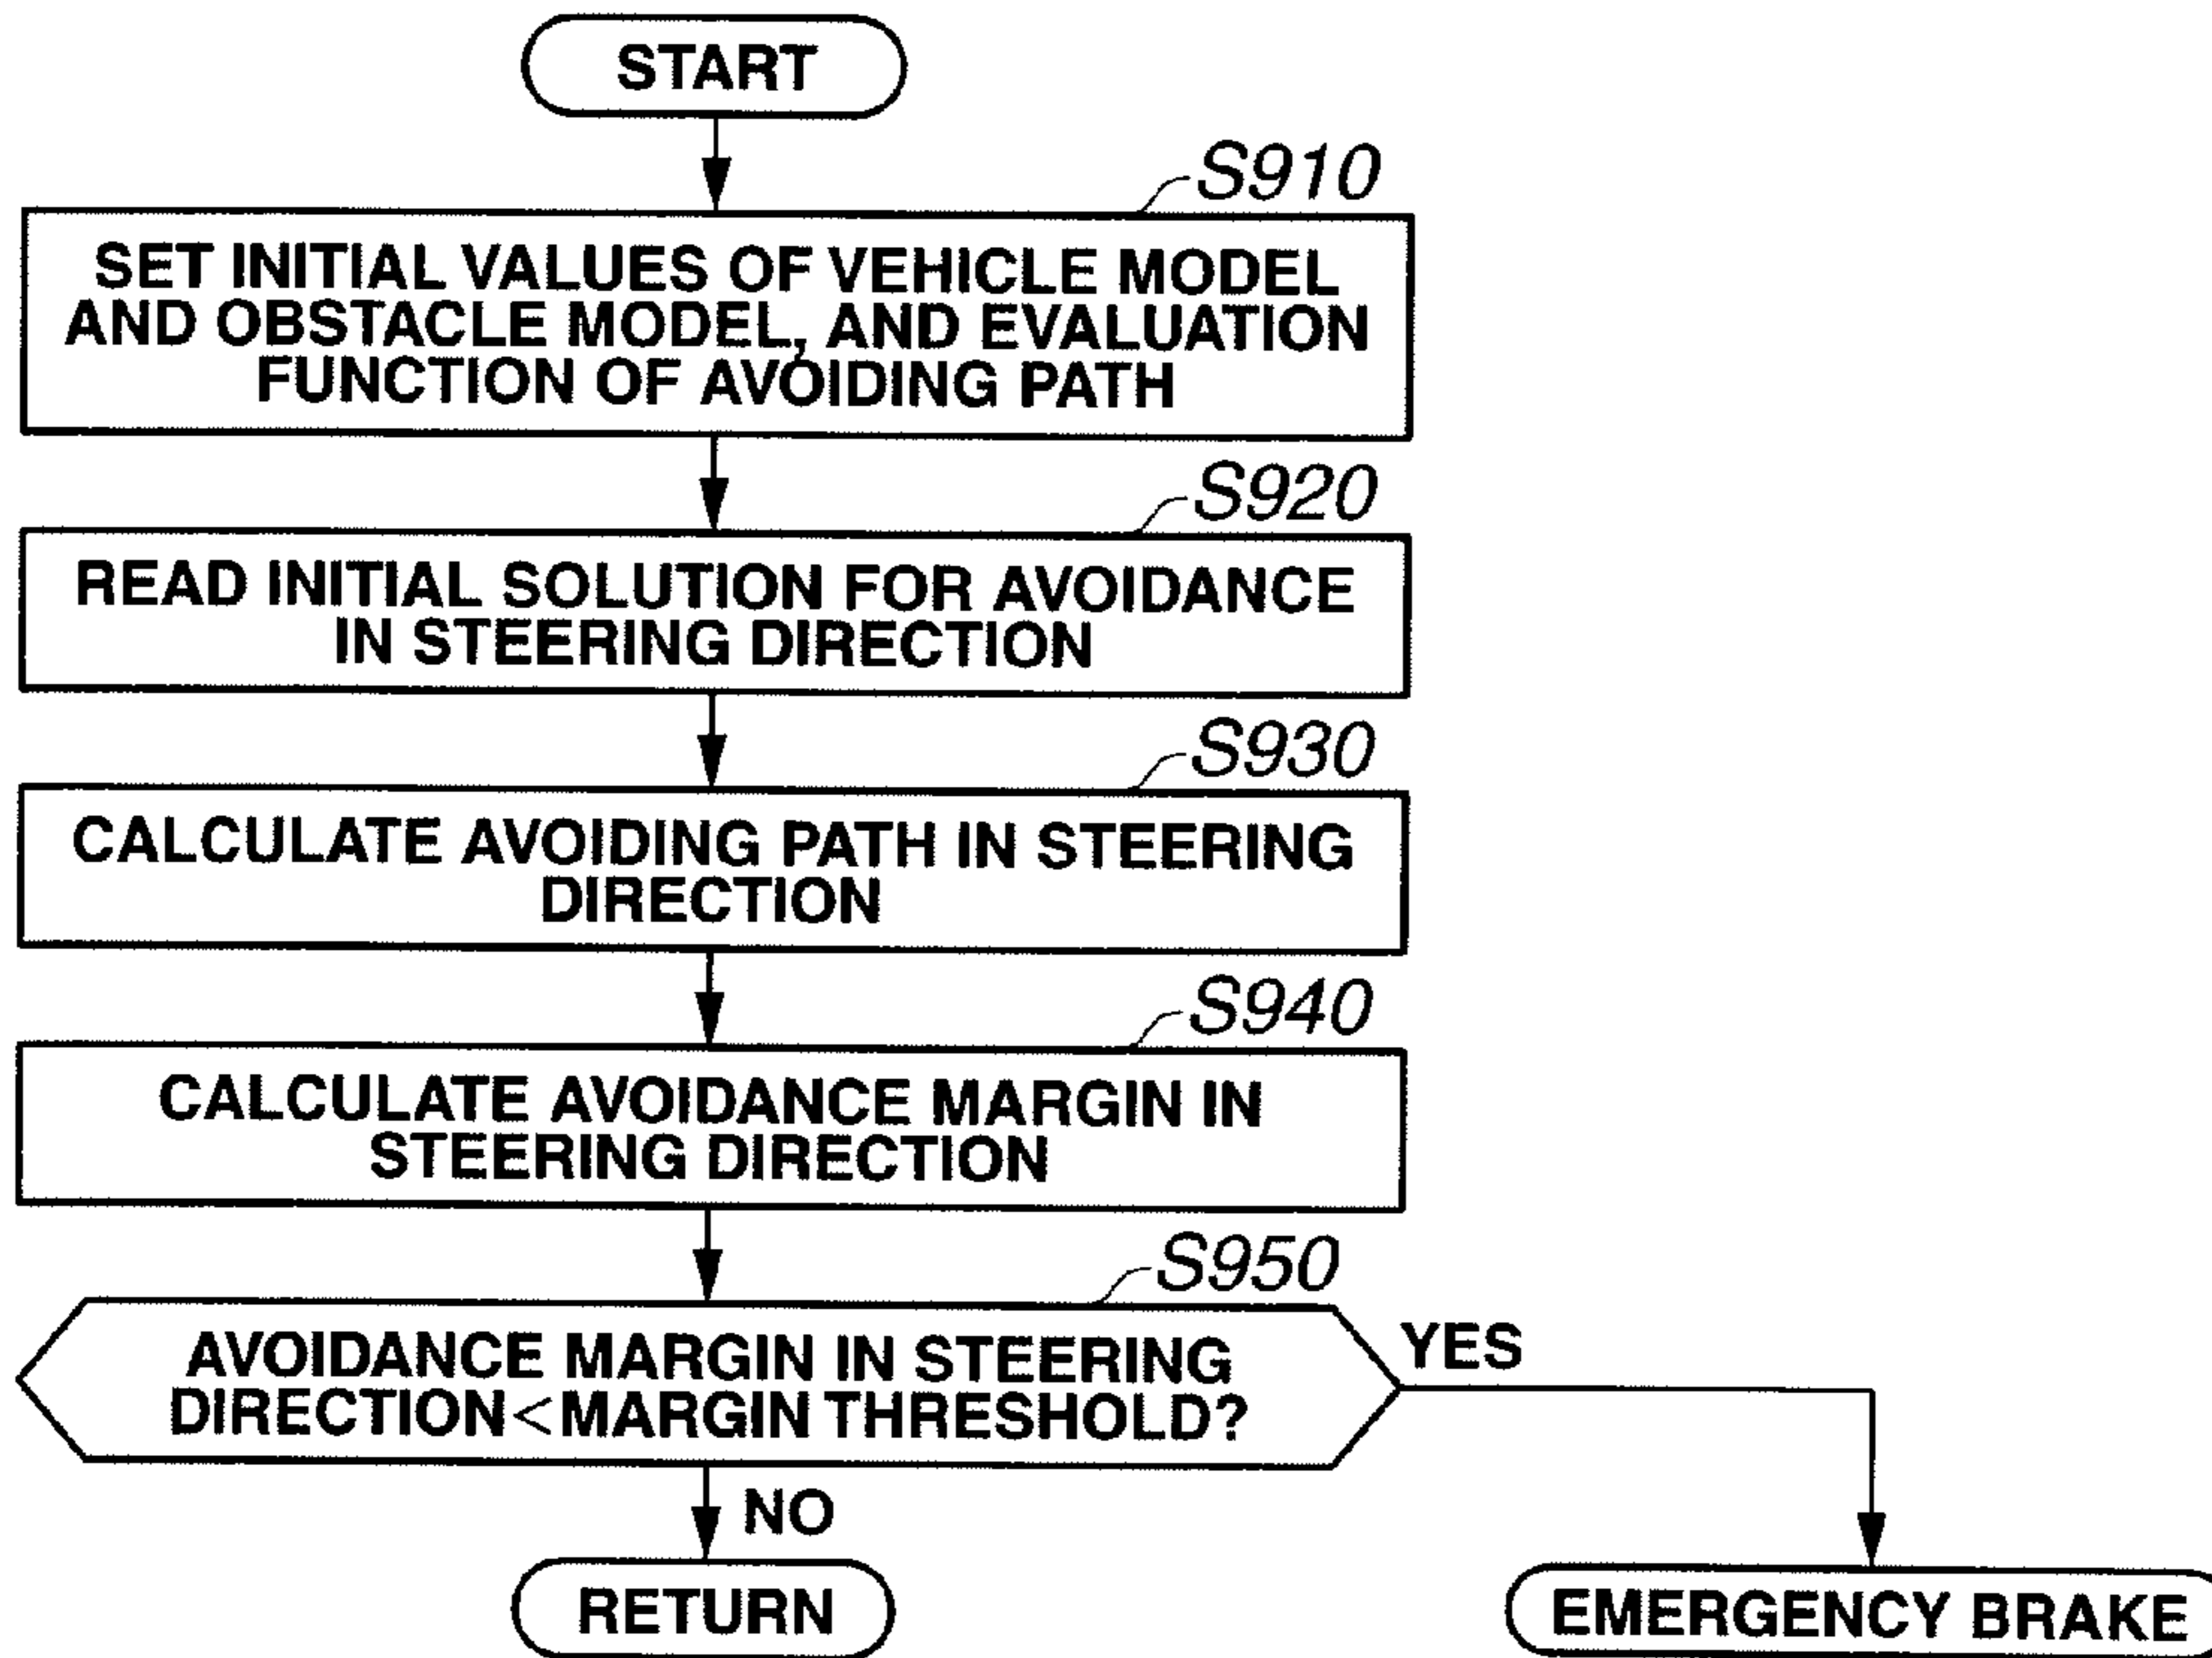 START
S910
SET INITIAL VALUES OF VEHICLE MODEL
AND OBSTACLE MODEL, AND EVALUATION
FUNCTION OF AVOIDING PATH
S920
READ INITIAL SOLUTION FOR AVOIDANCE
IN STEERING DIRECTION
S930
CALCULATE AVOIDING PATH IN STEERING
DIRECTION
S940
CALCULATE AVOIDANCE MARGIN IN
STEERING DIRECTION
S950
AVOIDANCE MARGIN IN STEERING
DIRECTION<MARGIN THRESHOLD?
YES
NO
RETURN
EMERGENCY BRAKE